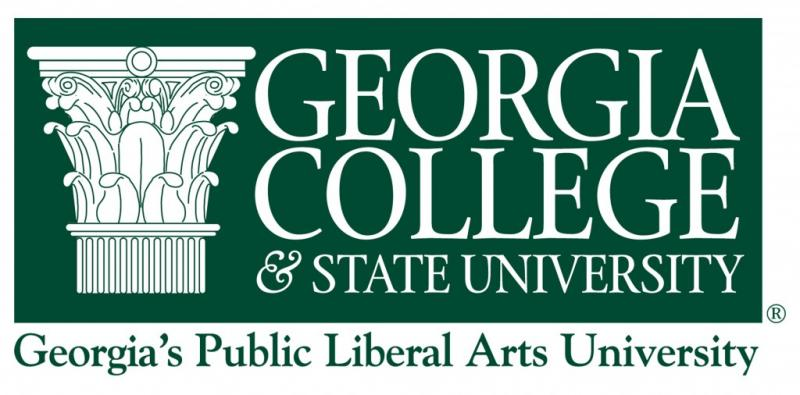 GEORGIA
COLLEGE
& STATE UNIVERSITY
®
Georgia's Public Liberal Arts University